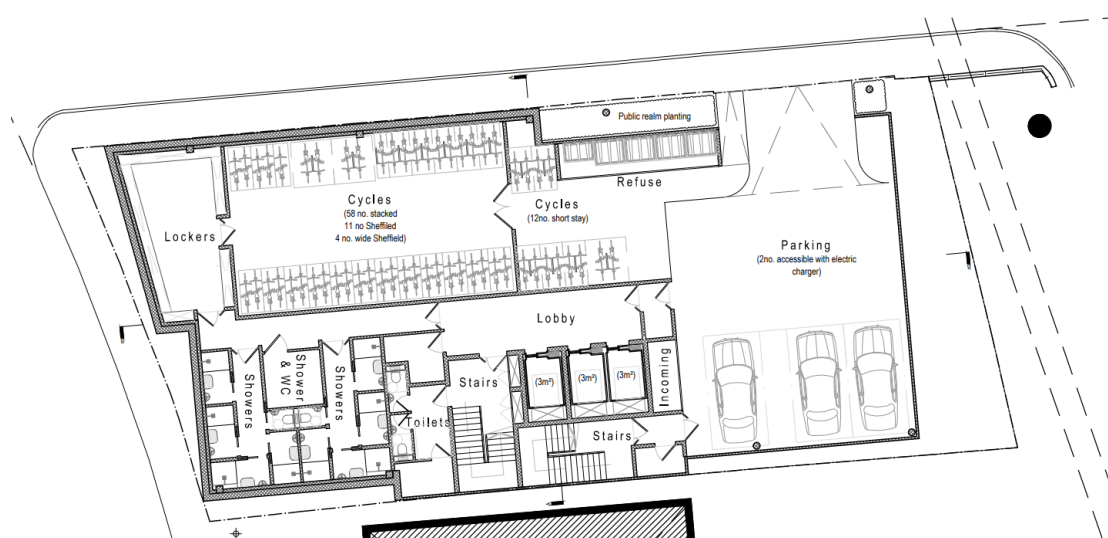 Public realm planting
Refuse
Cycles
(58 no. stacked
11 no Sheffiled
4 no. wide Sheffield)
Cycles
(12no. short stay)
Lockers
Parking
(2no. accessible with electric
charger)
Lobby
Showers
Shower
& WC
Showers
Stairs
Toilets
(3m²)
(3m²)
(3m²)
Incoming
Stairs